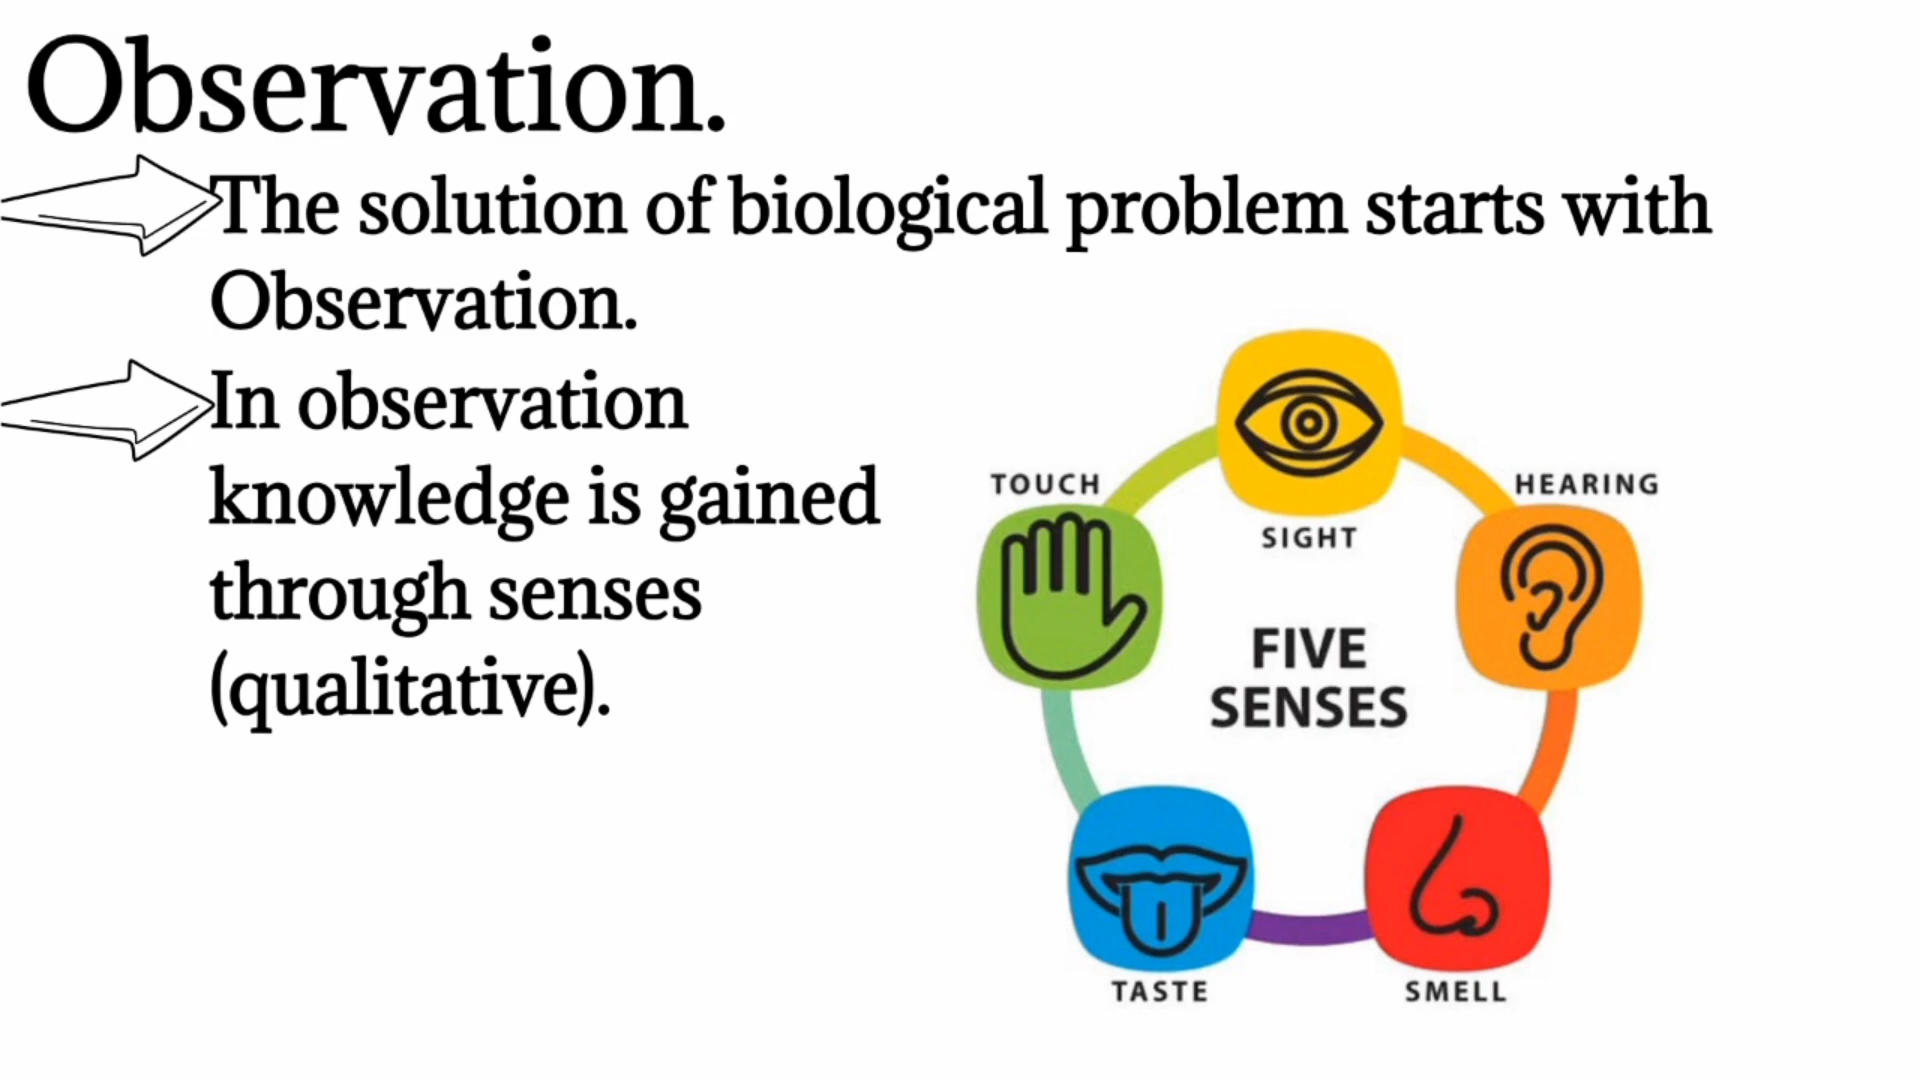 Observation.
The solution of biological problem starts with
Observation.
In observation
knowledge is gained
through senses
(qualitative).
SIGHT
TOUCH
HEARING
FIVE
SENSES
TASTE
SMELL